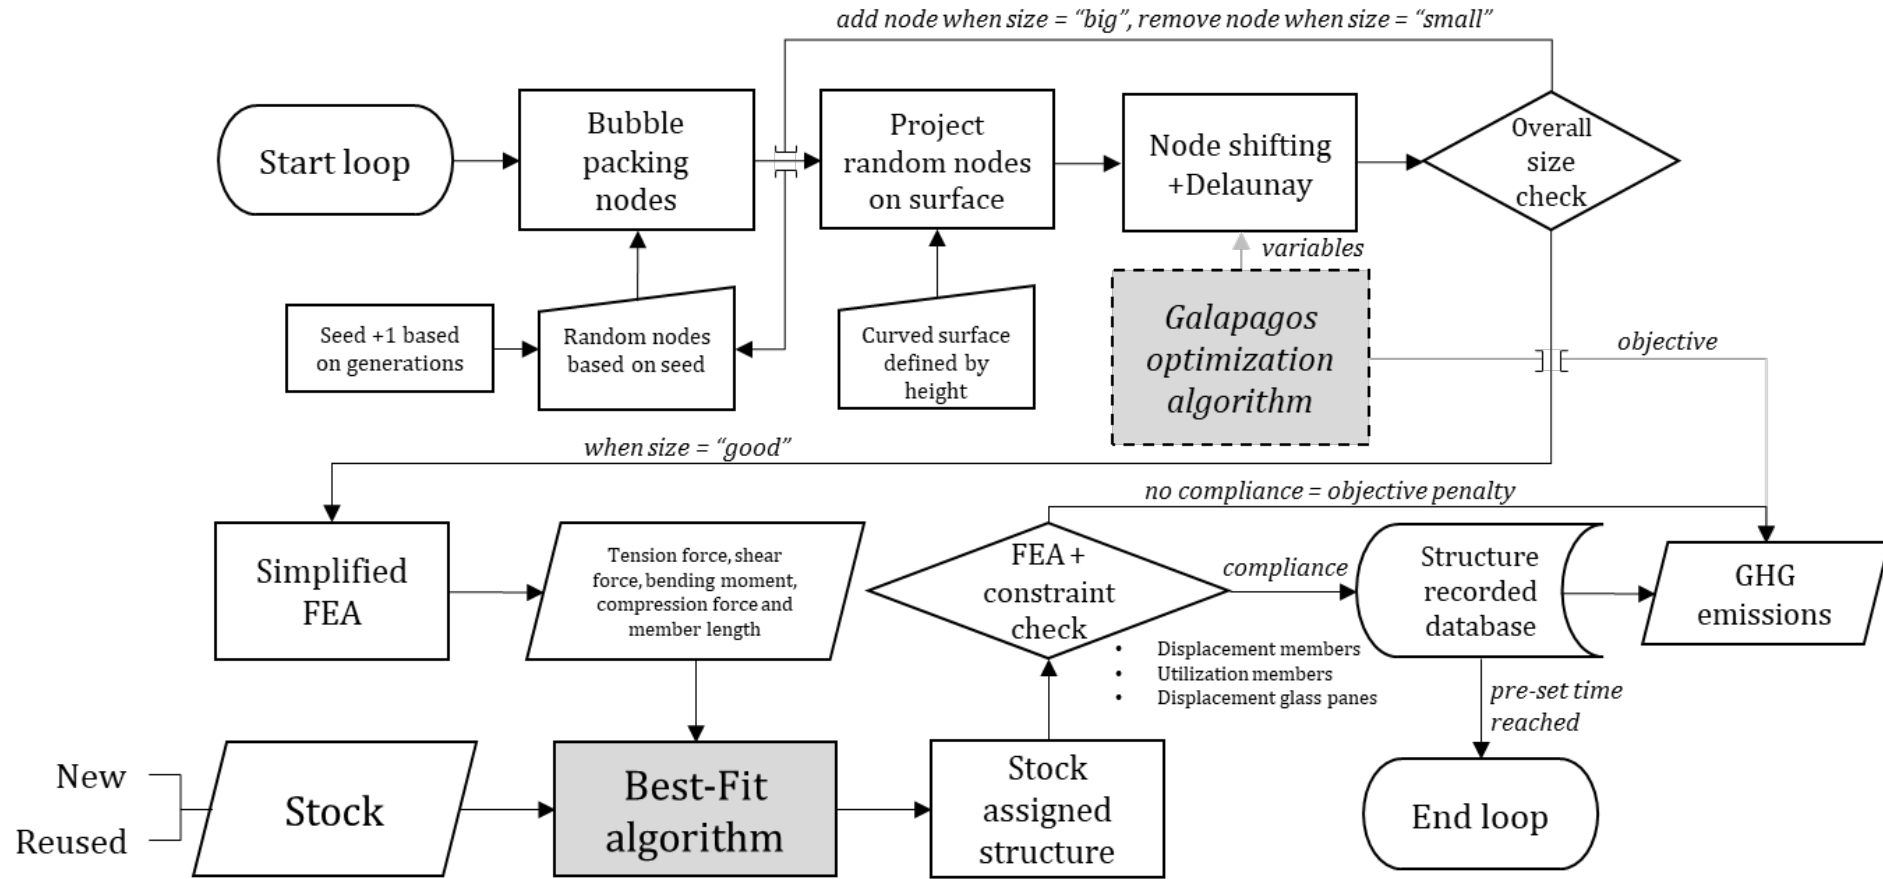 add node when size = “big”, remove node when size = “small”
Start loop
Bubble
packing
nodes
Project
random nodes
on surface
Node shifting
+Delaunay
Overall
size
check
variables
Seed +1 based
on generations
Random nodes
based on seed
Curved surface
defined by
height
Galapagos
optimization
algorithm
objective
when size = “good”
no compliance = objective penalty
Simplified
FEA
Tension force, shear
force, bending moment,
compression force and
member length
FEA +
constraint
check
compliance
Structure
recorded
database
GHG
emissions
• Displacement members
• Utilization members
• Displacement glass panes
pre-set time
reached
New
Reused
Stock
Best-Fit
algorithm
Stock
assigned
structure
End loop